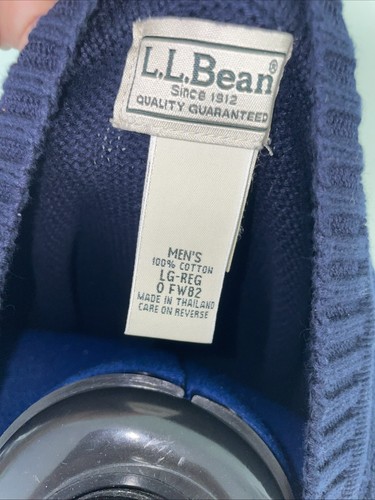 L.L.Bean®
Since 1912
QUALITY GUARANTEED
MEN'S
100% COTTON
LG-REG
0 FW82
MADE IN THAILAND
CARE ON REVERSE